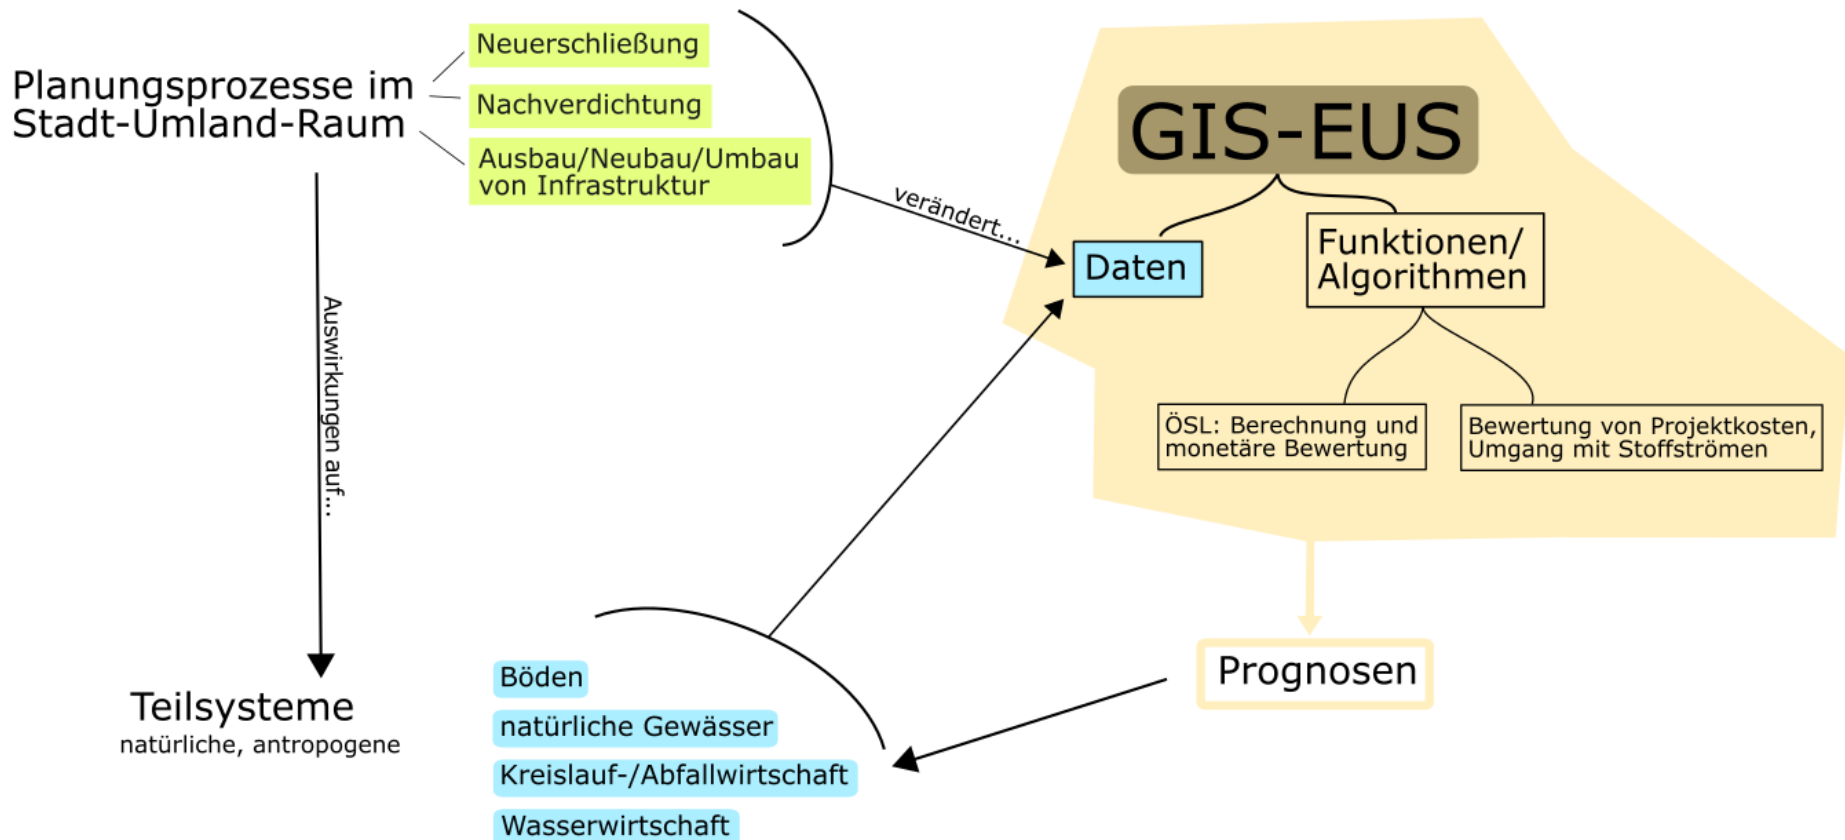 Planungsprozesse im
Stadt-Umland-Raum
Neuerschließung
Nachverdichtung
Ausbau/Neubau/Umbau
von Infrastruktur
verändert...
GIS-EUS
Daten
Funktionen/
Algorithmen
ÖSL: Berechnung und
monetäre Bewertung
Bewertung von Projektkosten,
Umgang mit Stoffströmen
Auswirkungen auf...
Prognosen
Teilsysteme
natürliche, antropogene
Böden
natürliche Gewässer
Kreislauf-/Abfallwirtschaft
Wasserwirtschaft